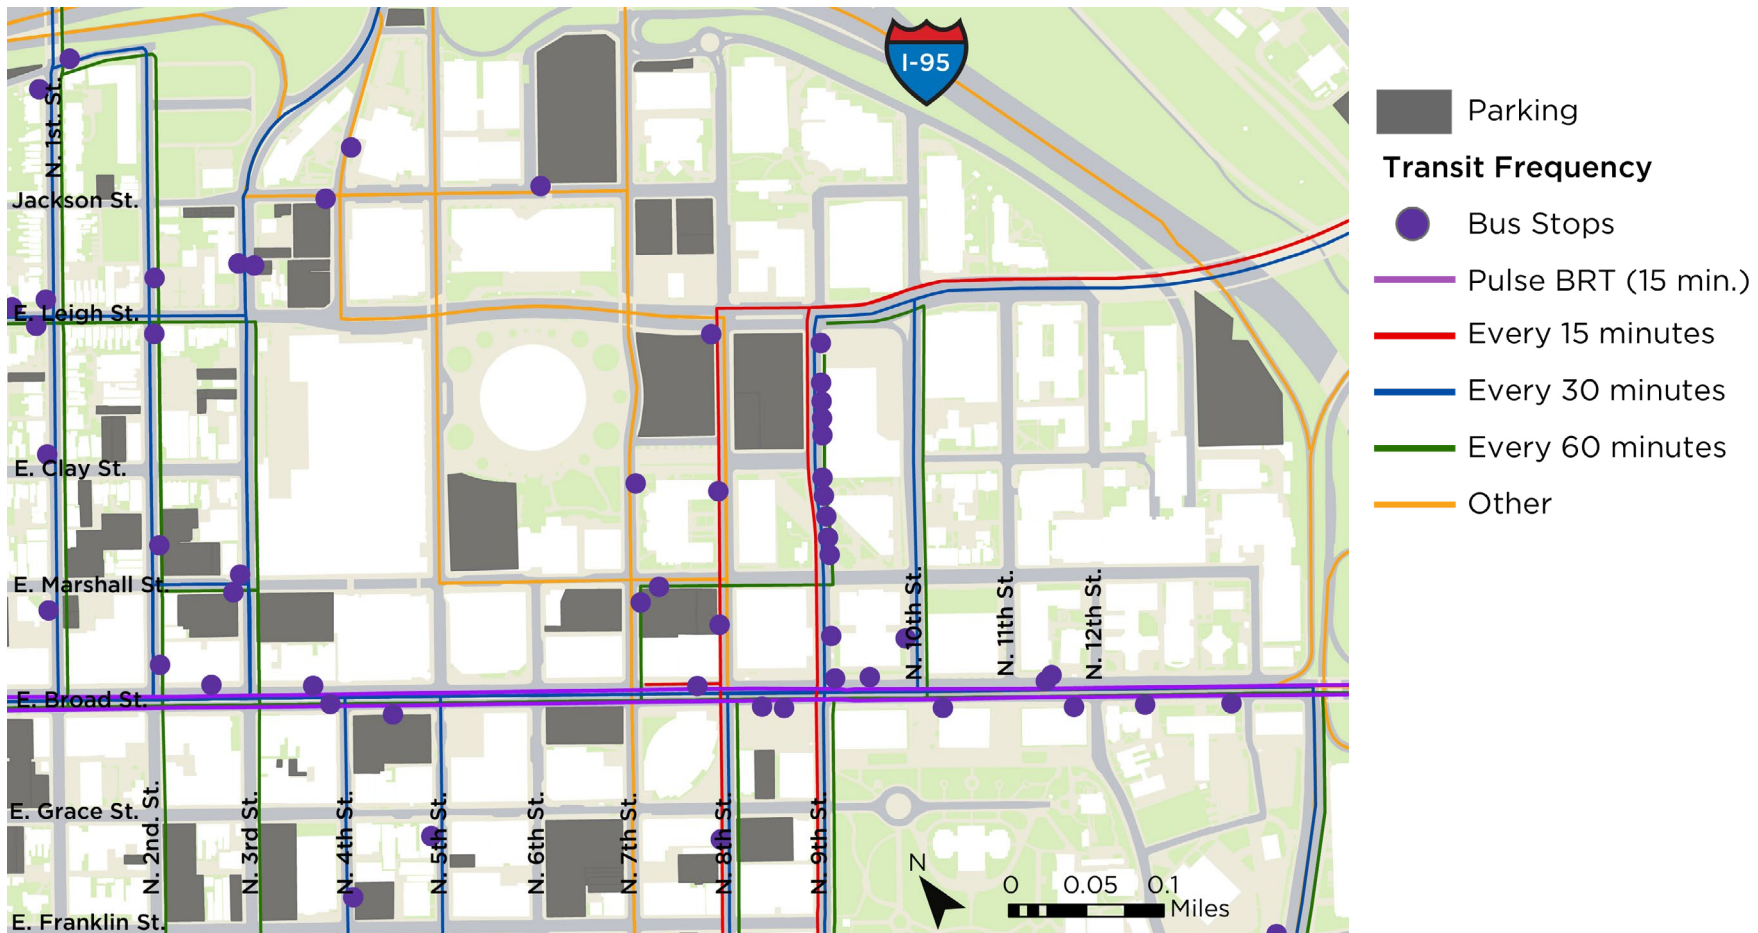 I-95
N. 1st. St.
Jackson St.
E. Leigh St.
E. Clay St.
E. Marshall St.
N. 10th St.
N. 11th St.
N. 12th St.
E. Broad St.
E. Grace St.
N. 2nd. St.
N. 3rd St.
N. 4th St.
N. 5th St.
N. 6th St.
N. 7th St.
N. 8th St.
N. 9th St.
E. Franklin St.
N
0 0.05 0.1
Miles
Parking
Transit Frequency
Bus Stops
Pulse BRT (15 min.)
Every 15 minutes
Every 30 minutes
Every 60 minutes
Other